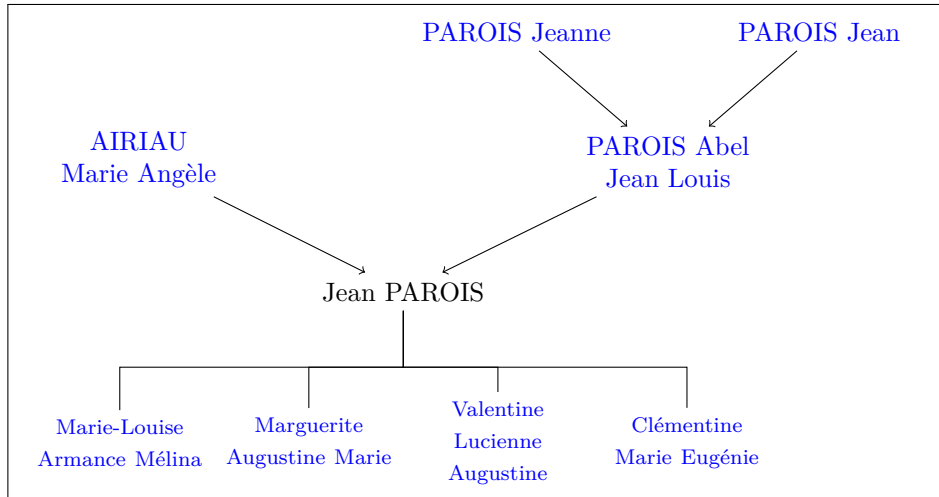 PAROIS Jeanne
PAROIS Jean
AIRIAU
Marie Angèle
PAROIS Abel
Jean Louis
Jean PAROIS
Marie-Louise
Armance Mélina
Marguerite
Augustine Marie
Valentine
Lucienne
Augustine
Clémentine
Marie Eugénie